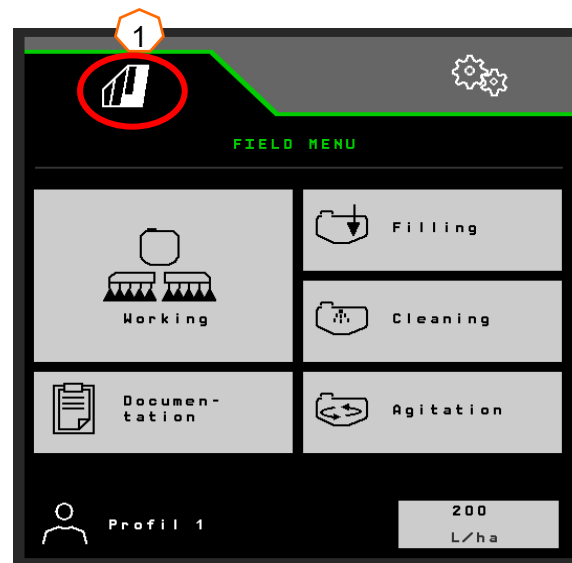 1
FIELD MENU
Working
Filling
Cleaning
Documen-
tation
Agitation
Profil 1
200
L/ha